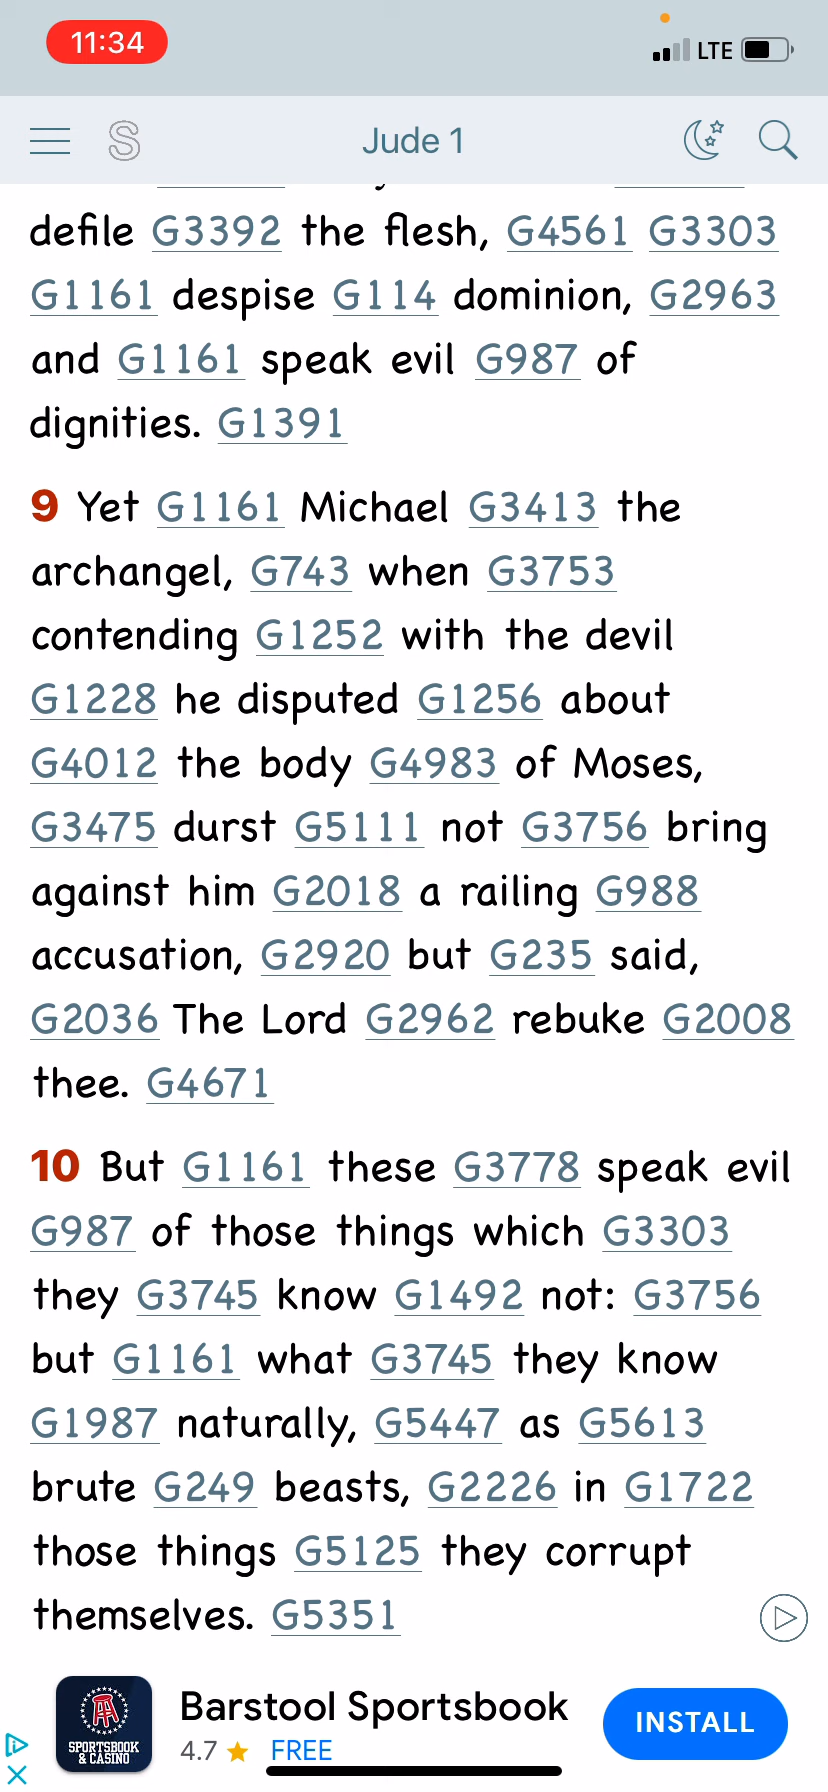 11:34
LTE
S
Jude 1
defile G3392 the flesh, G4561 G3303
G1161 despise G114 dominion, G2963
and G1161 speak evil G987 of
dignities. G1391
9 Yet G1161 Michael G3413 the
archangel, G743 when G3753
contending G1252 with the devil
G1228 he disputed G1256 about
G4012 the body G4983 of Moses,
G3475 durst G5111 not G3756 bring
against him G2018 a railing G988
accusation, G2920 but G235 said,
G2036 The Lord G2962 rebuke G2008
thee. G4671
10 But G1161 these G3778 speak evil
G987 of those things which G3303
they G3745 know G1492 not: G3756
but G1161 what G3745 they know
G1987 naturally, G5447 as G5613
brute G249 beasts, G2226 in G1722
those things G5125 they corrupt
themselves. G5351
SPORTSBOOK
& CASINO
Barstool Sportsbook
4.7 ★ FREE
INSTALL